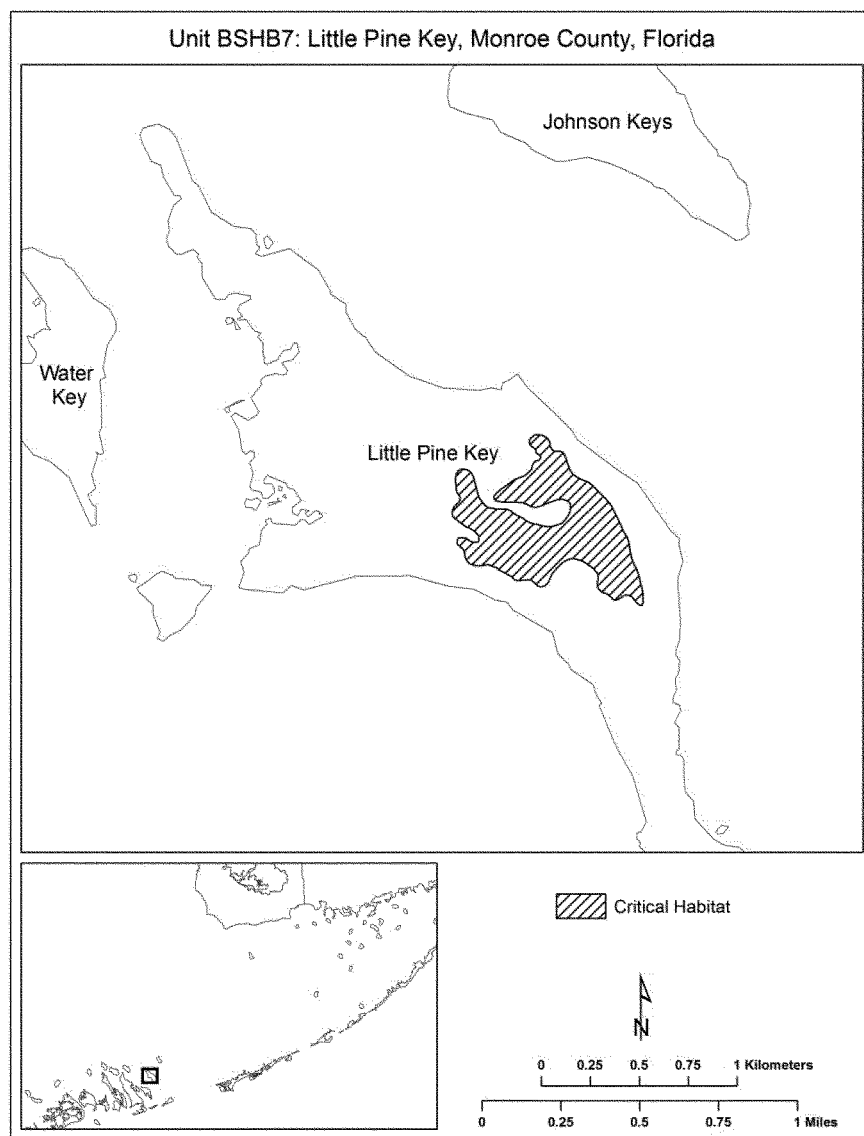 Unit BSHB7: Little Pine Key, Monroe County, Florida
Johnson Keys
Water
Key
Little Pine Key
Critical Habitat
N
0 0.25 0.5 0.75 1 Kilometers
0 0.25 0.5 0.75 1 Miles